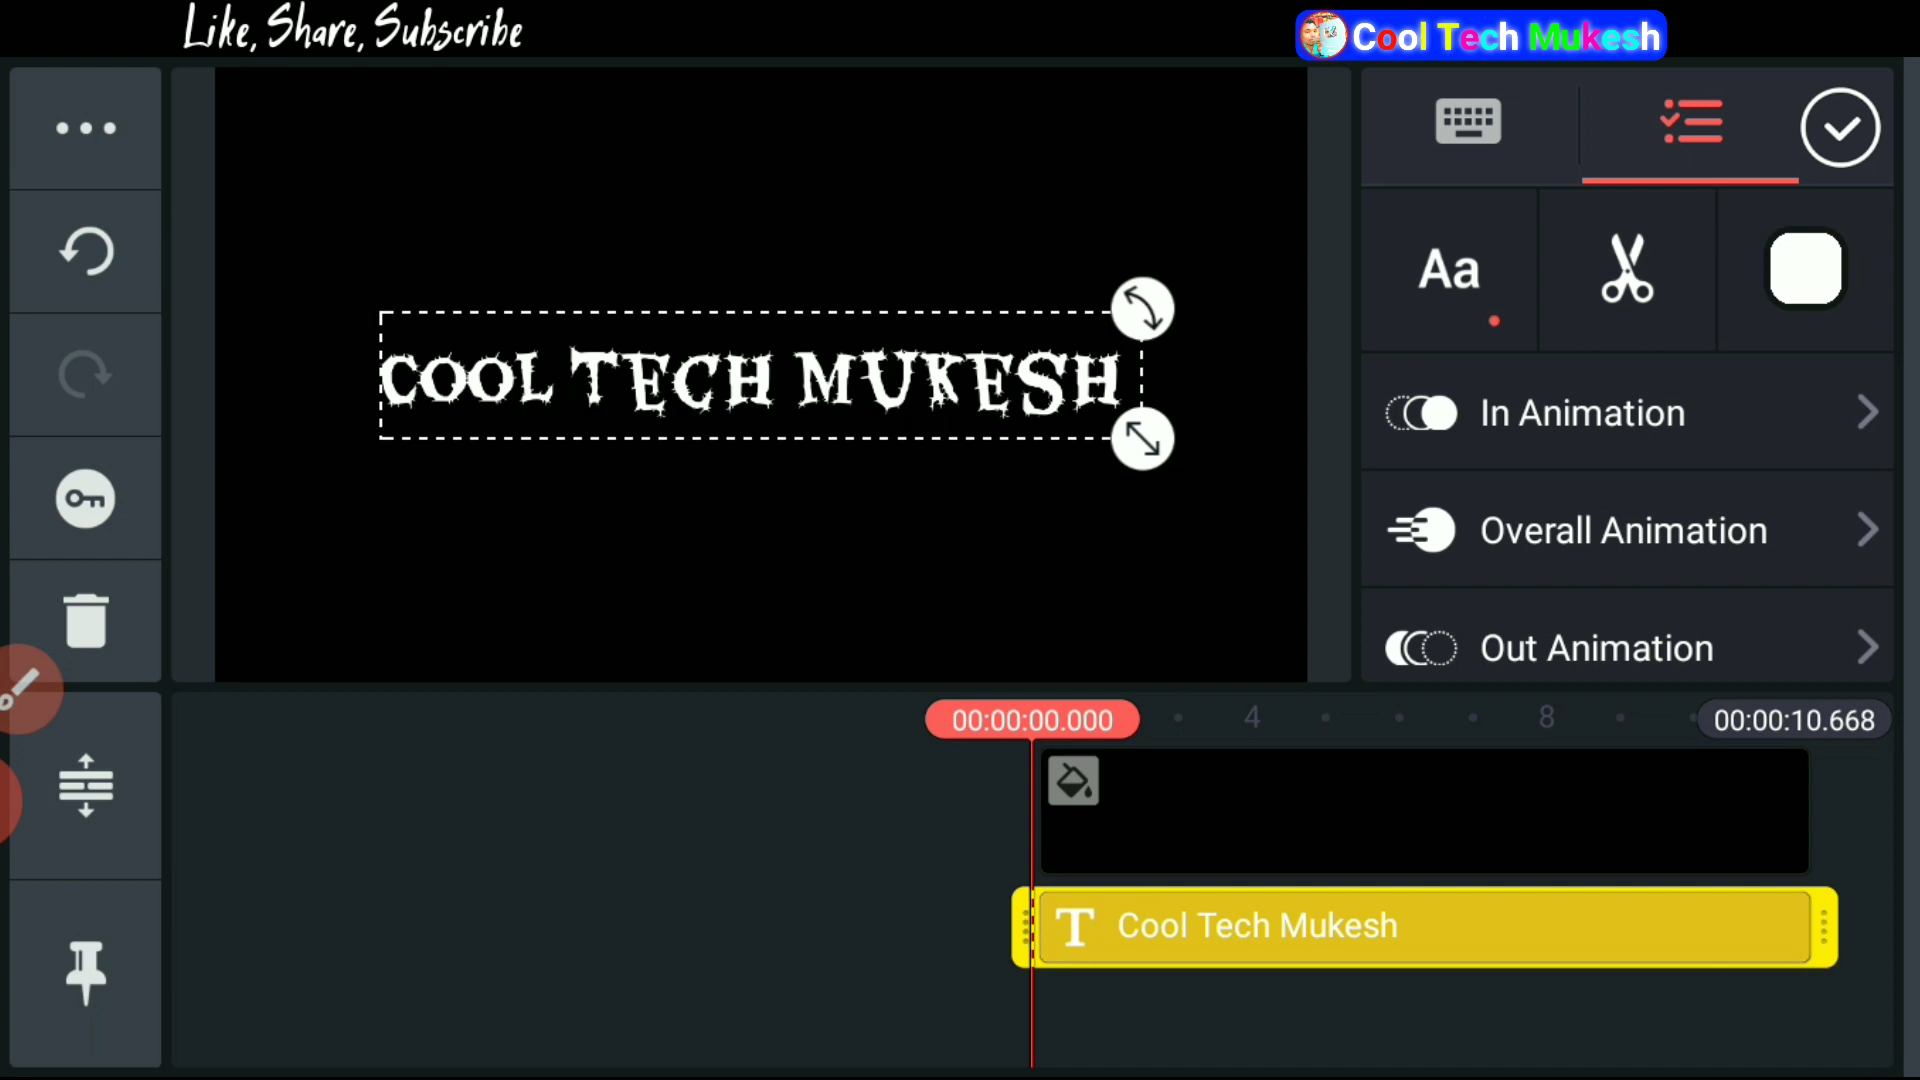 Like, Share, Subscribe
Cool Tech Mukesh
Aa
COOL TECH MUKESH
In Animation
Overall Animation
Out Animation
00:00:00.000
4
8
00:00:10.668
T Cool Tech Mukesh